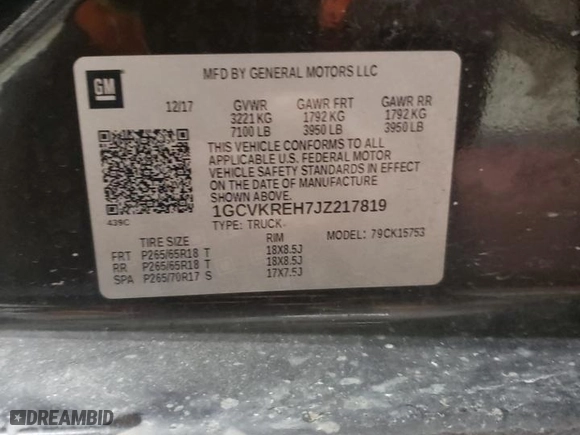 GM
MFD BY GENERAL MOTORS LLC
12/17 GVWR GAWR FRT GAWR RR
3221 KG 1792 KG 1792 KG
7100 LB 3950 LB 3950 LB
THIS VEHICLE CONFORMS TO ALL
APPLICABLE U.S. FEDERAL MOTOR
VEHICLE SAFETY STANDARDS IN EFFECT
ON THE DATE OF MANUFACTURE
SHOWN ABOVE.
1GCVKREH7JZ217819
439C TYPE: TRUCK MODEL: 79CK15753
TIRE SIZE RIM
FRT P265/65R18 T 18X8.5J
RR P265/65R18 T 18X8.5J
SPA P265/70R17 S 17X7.5J
DREAMBID